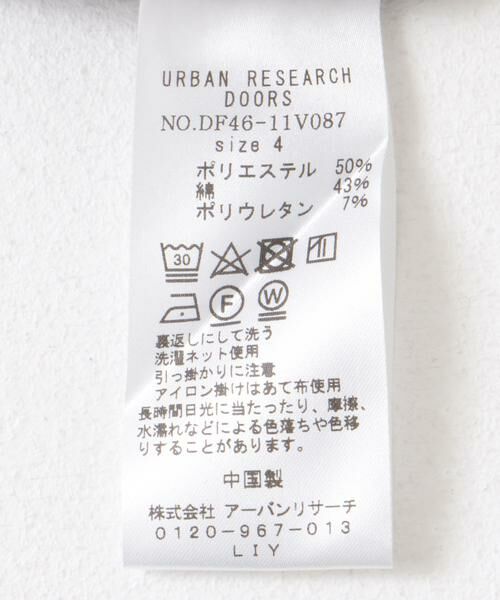 URBAN RESEARCH
DOORS
NO.DF46-11V087
size 4
ポリエステル 50%
綿 43%
ポリウレタン 7%
30
F W
裏返しにして洗う
洗濯ネット使用
引っ掛かりに注意
アイロン掛けはあて布使用
長時間日光に当たったり、摩擦、
水濡れなどによる色落ちや色移
りすることがあります。
中国製
株式会社 アーバンリサーチ
0120-967-013
LIY